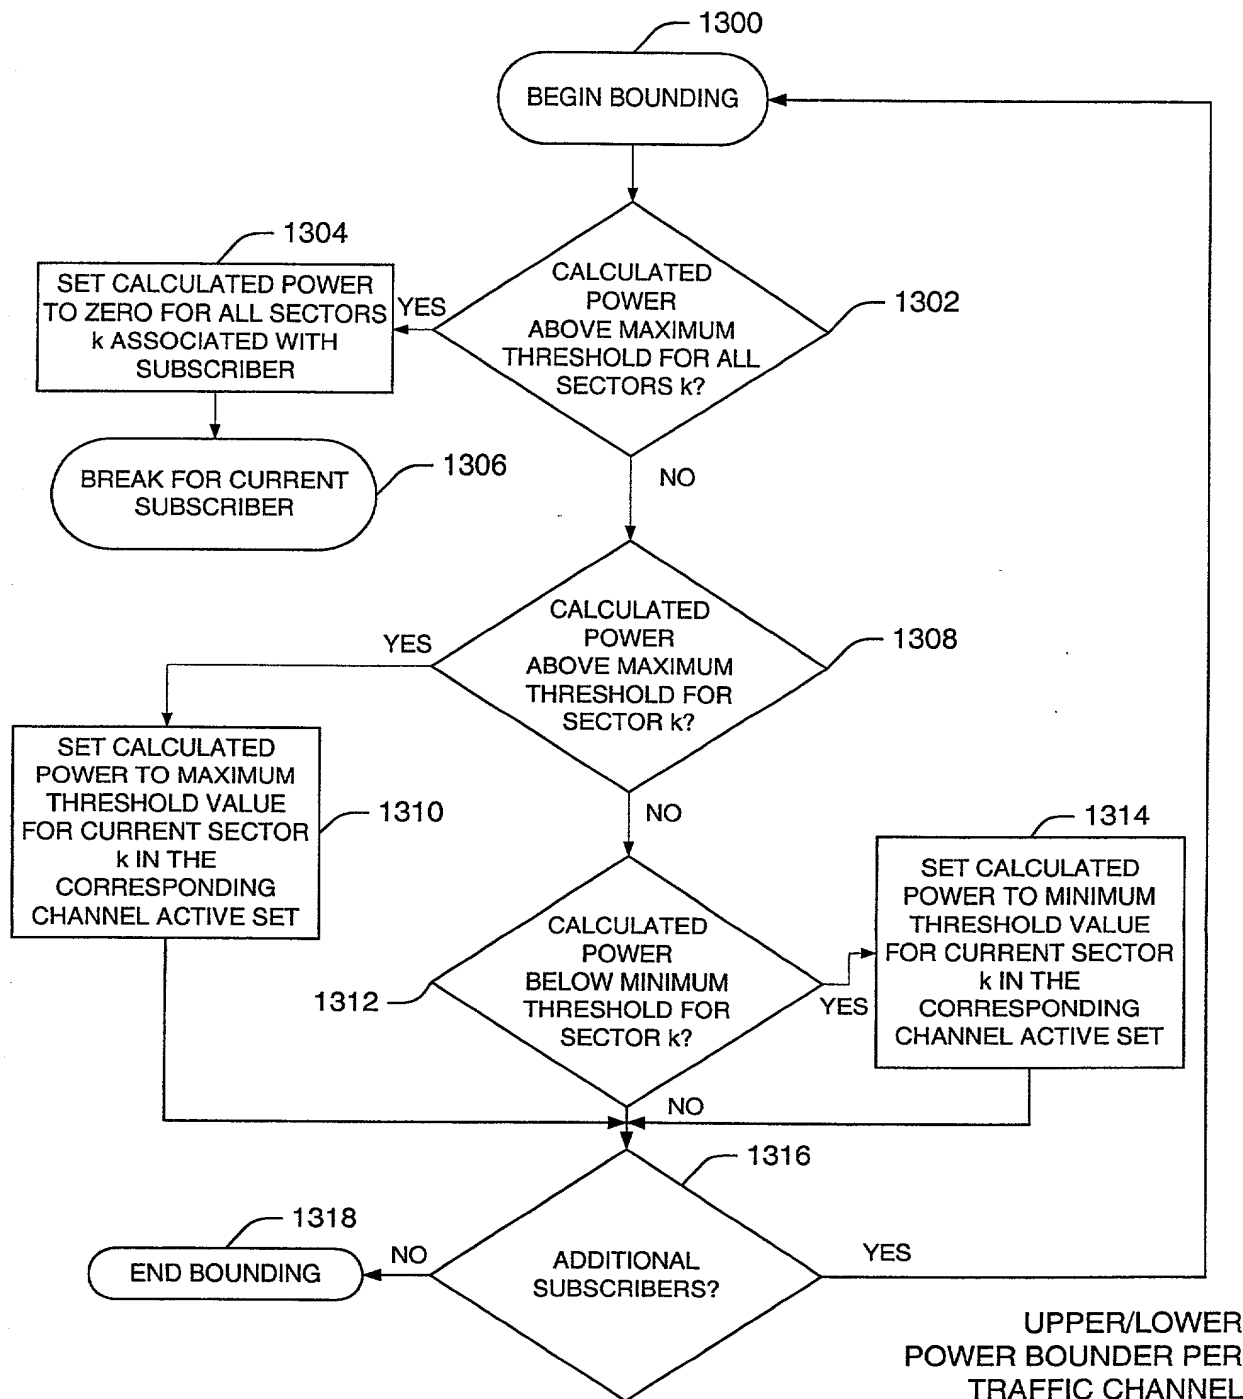 1300
BEGIN BOUNDING
1304
SET CALCULATED POWER
TO ZERO FOR ALL SECTORS
k ASSOCIATED WITH
SUBSCRIBER
YES
CALCULATED
POWER
ABOVE MAXIMUM
THRESHOLD FOR ALL
SECTORS k?
1302
BREAK FOR CURRENT
SUBSCRIBER
1306
NO
CALCULATED
POWER
ABOVE MAXIMUM
THRESHOLD FOR
SECTOR k?
1308
YES
SET CALCULATED
POWER TO MAXIMUM
THRESHOLD VALUE
FOR CURRENT SECTOR
k IN THE
CORRESPONDING
CHANNEL ACTIVE SET
1310
NO
1314
SET CALCULATED
POWER TO MINIMUM
THRESHOLD VALUE
FOR CURRENT SECTOR
k IN THE
CORRESPONDING
CHANNEL ACTIVE SET
CALCULATED
POWER
BELOW MINIMUM
THRESHOLD FOR
SECTOR k?
1312
YES
NO
1316
1318
END BOUNDING
NO
ADDITIONAL
SUBSCRIBERS?
YES
UPPER/LOWER
POWER BOUNDER PER
TRAFFIC CHANNEL